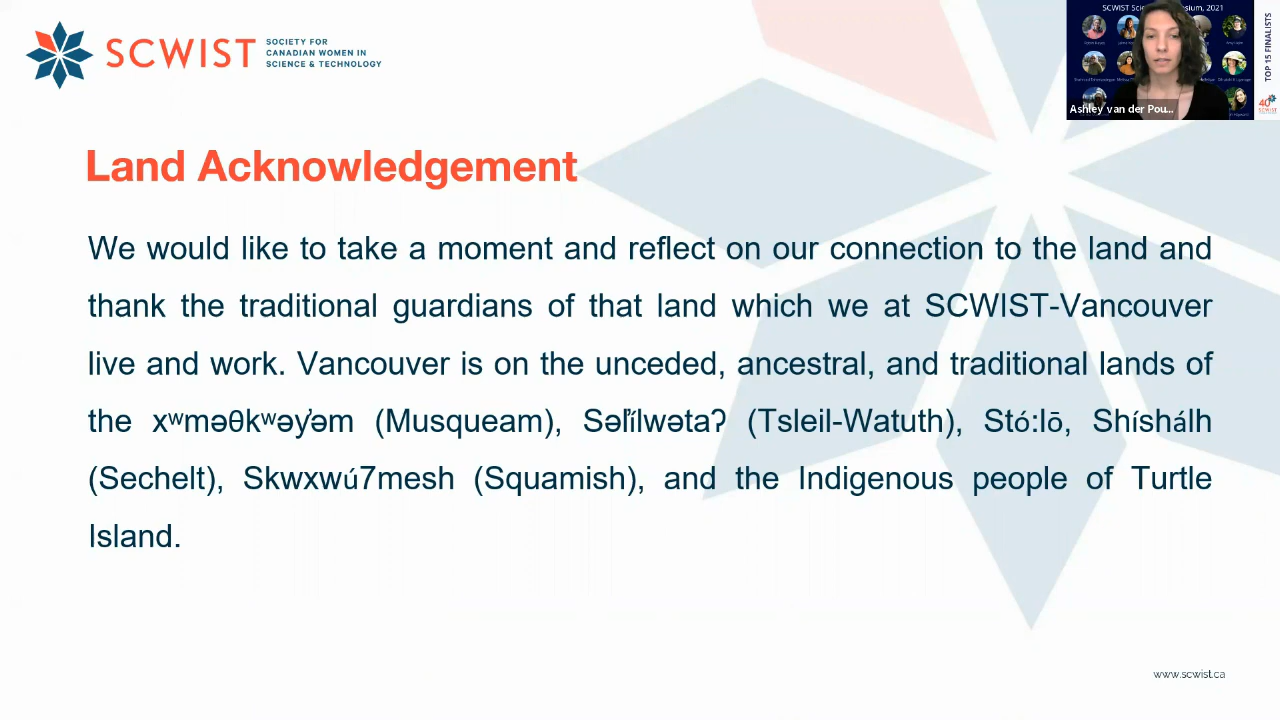 SCWIST
SOCIETY FOR
CANADIAN WOMEN IN
SCIENCE & TECHNOLOGY
SCWIST 2021
TOP 15 FINALISTS
Ashley van der Pou...
40
Land Acknowledgement
We would like to take a moment and reflect on our connection to the land and
thank the traditional guardians of that land which we at SCWIST-Vancouver
live and work. Vancouver is on the unceded, ancestral, and traditional lands of
the xʷməθkʷəy̓əm (Musqueam), Səl̓ílwətaʔ (Tsleil-Watuth), Stó:lō, Shíshálh
(Sechelt), Skwxwú7mesh (Squamish), and the Indigenous people of Turtle
Island.
www.scwist.ca